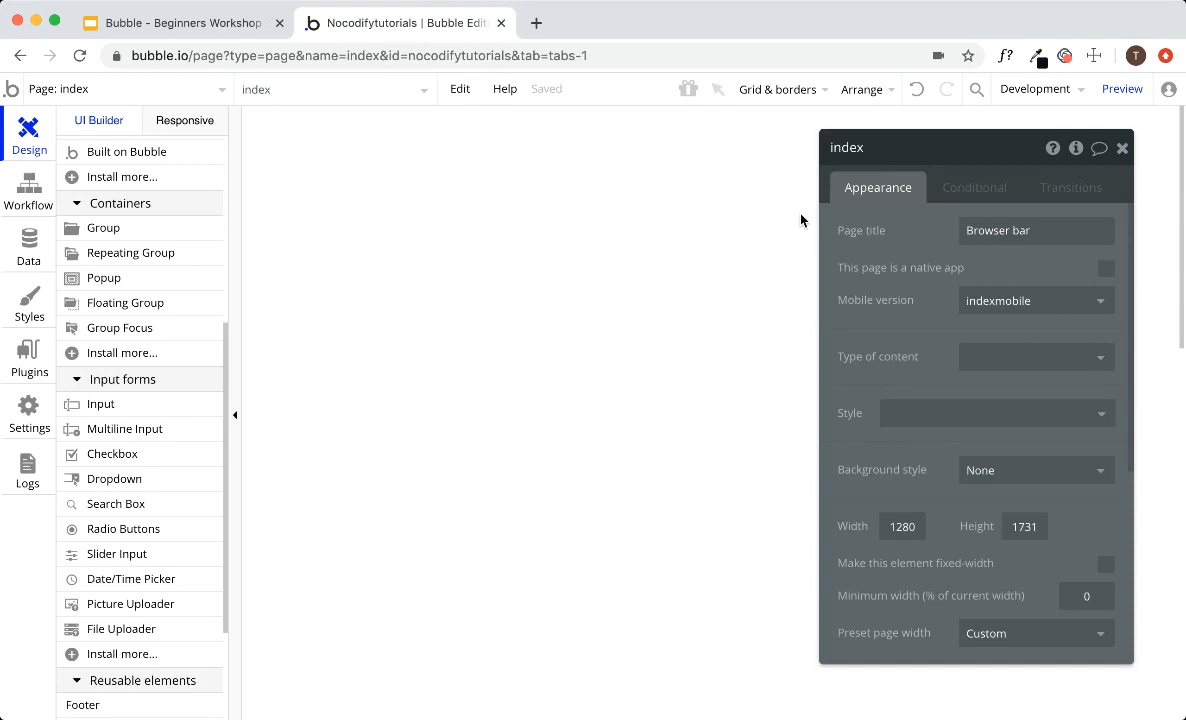 Bubble - Beginners Workshop
Nocodifytutorials | Bubble Edit
bubble.io/page?type=page&name=index&id=nocodifytutorials&tab=tabs-1
f?
T
b
Page: index
index
Edit
Help
Saved
Grid & borders
Arrange
Development
Preview
Design
Workflow
Data
Styles
Plugins
Settings
Logs
UI Builder
Responsive
Built on Bubble
Install more...
Containers
Group
Repeating Group
Popup
Floating Group
Group Focus
Install more...
Input forms
Input
Multiline Input
Checkbox
Dropdown
Search Box
Radio Buttons
Slider Input
Date/Time Picker
Picture Uploader
File Uploader
Install more...
Reusable elements
Footer
index
Appearance
Conditional
Transitions
Page title
Browser bar
This page is a native app
Mobile version
indexmobile
Type of content
Style
Background style
None
Width
1280
Height
1731
Make this element fixed-width
Minimum width (% of current width)
0
Preset page width
Custom